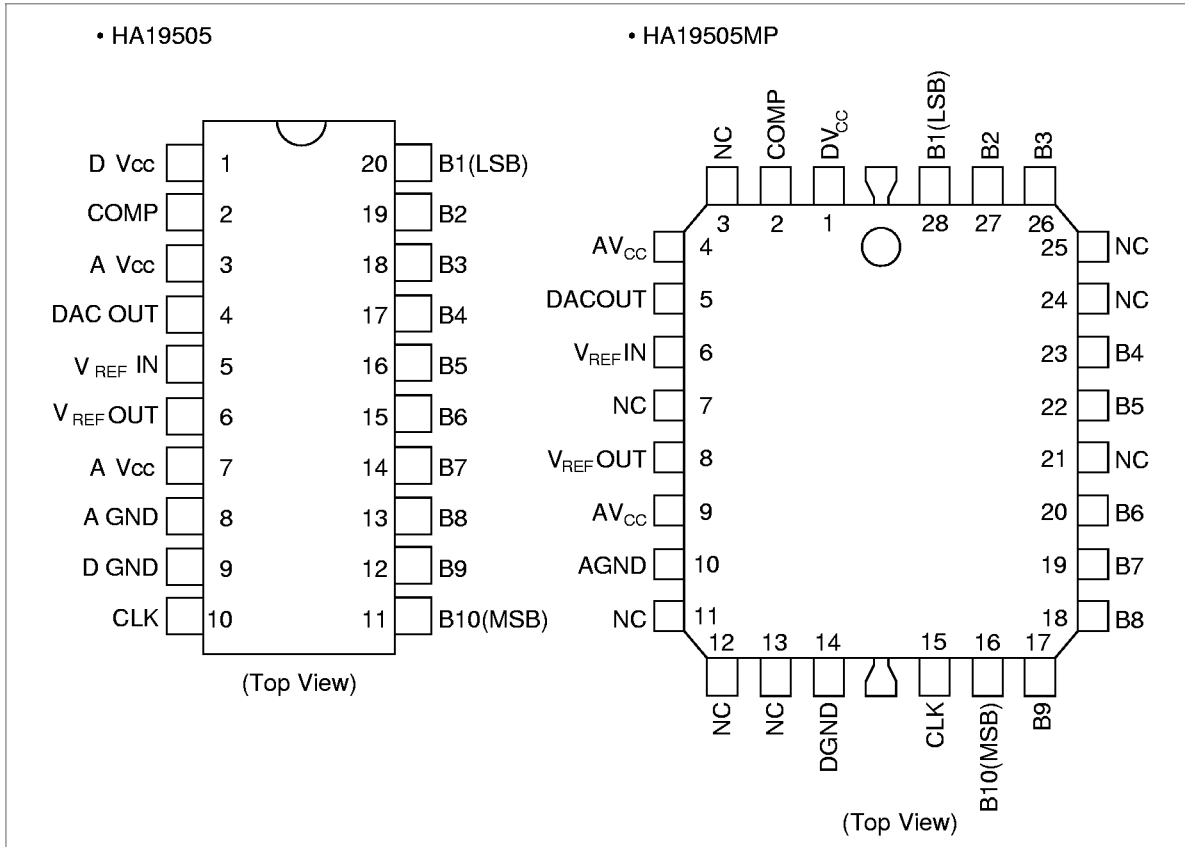 • HA19505
D Vcc 1 20 B1(LSB)
COMP 2 19 B2
A Vcc 3 18 B3
DAC OUT 4 17 B4
VREF IN 5 16 B5
VREF OUT 6 15 B6
A Vcc 7 14 B7
A GND 8 13 B8
D GND 9 12 B9
CLK 10 11 B10(MSB)
(Top View)
• HA19505MP
NC COMP DVCC B1(LSB) B2 B3
3 2 1 28 27 26
AVCC 4 25 NC
DACOUT 5 24 NC
VREF IN 6 23 B4
NC 7 22 B5
VREF OUT 8 21 NC
AVCC 9 20 B6
AGND 10 19 B7
NC 11 18 B8
12 13 14 15 16 17
NC NC DGND CLK B10(MSB) B9
(Top View)